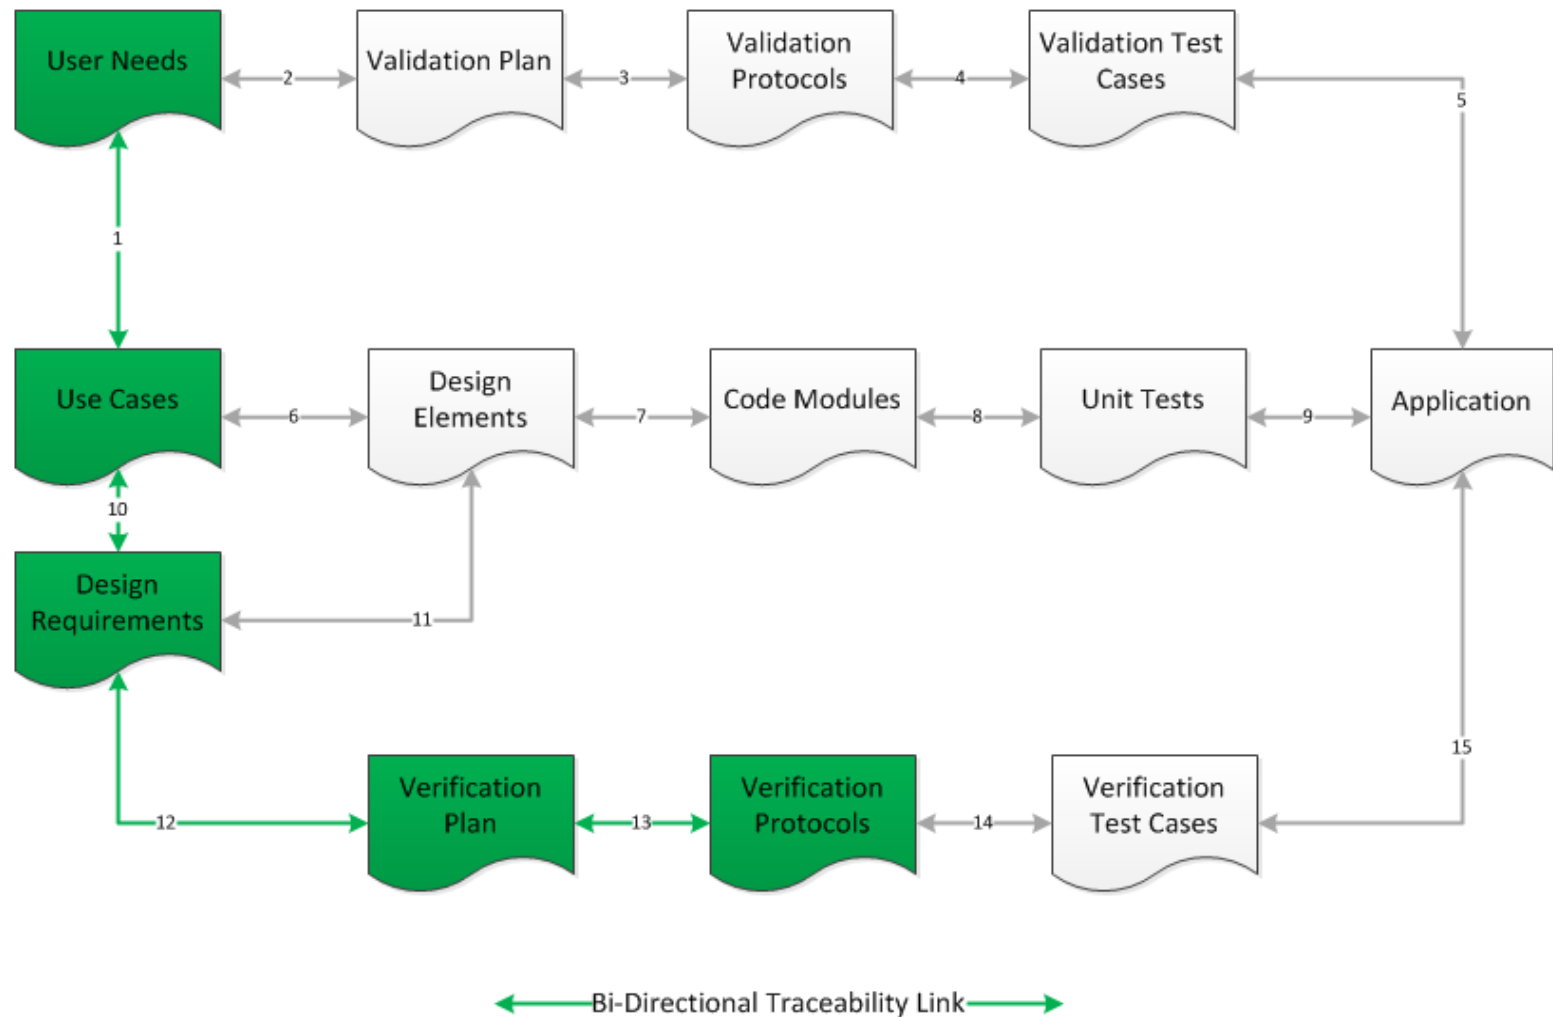 User Needs
2
Validation Plan
3
Validation
Protocols
4
Validation Test
Cases
5
1
Use Cases
6
Design
Elements
7
Code Modules
8
Unit Tests
9
Application
10
Design
Requirements
11
12
Verification
Plan
13
Verification
Protocols
14
Verification
Test Cases
15
Bi-Directional Traceability Link